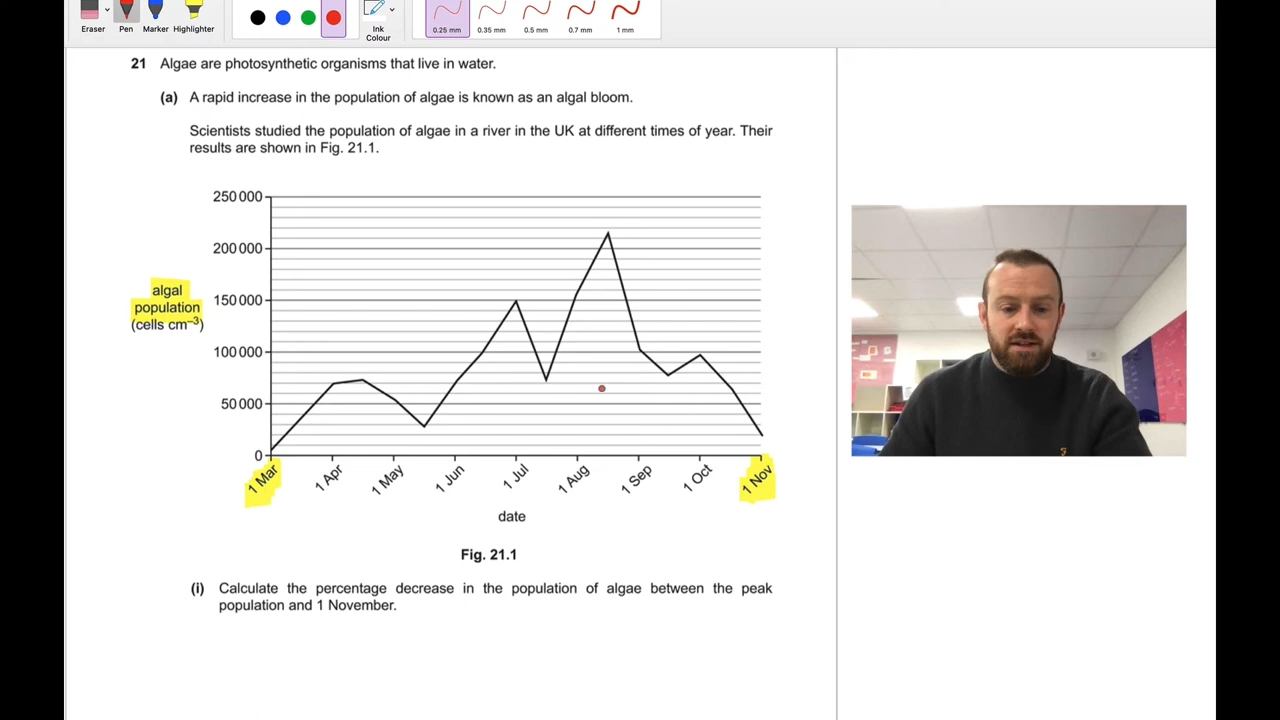 Eraser Pen Marker Highlighter Ink Colour 0.25 mm 0.35 mm 0.5 mm 0.7 mm 1 mm
21 Algae are photosynthetic organisms that live in water.
(a) A rapid increase in the population of algae is known as an algal bloom.
Scientists studied the population of algae in a river in the UK at different times of year. Their
results are shown in Fig. 21.1.
250 000
200 000
150 000
100 000
50 000
0
algal
population
(cells cm–3)
1 Mar 1 Apr 1 May 1 Jun 1 Jul 1 Aug 1 Sep 1 Oct 1 Nov
date
Fig. 21.1
(i) Calculate the percentage decrease in the population of algae between the peak
population and 1 November.